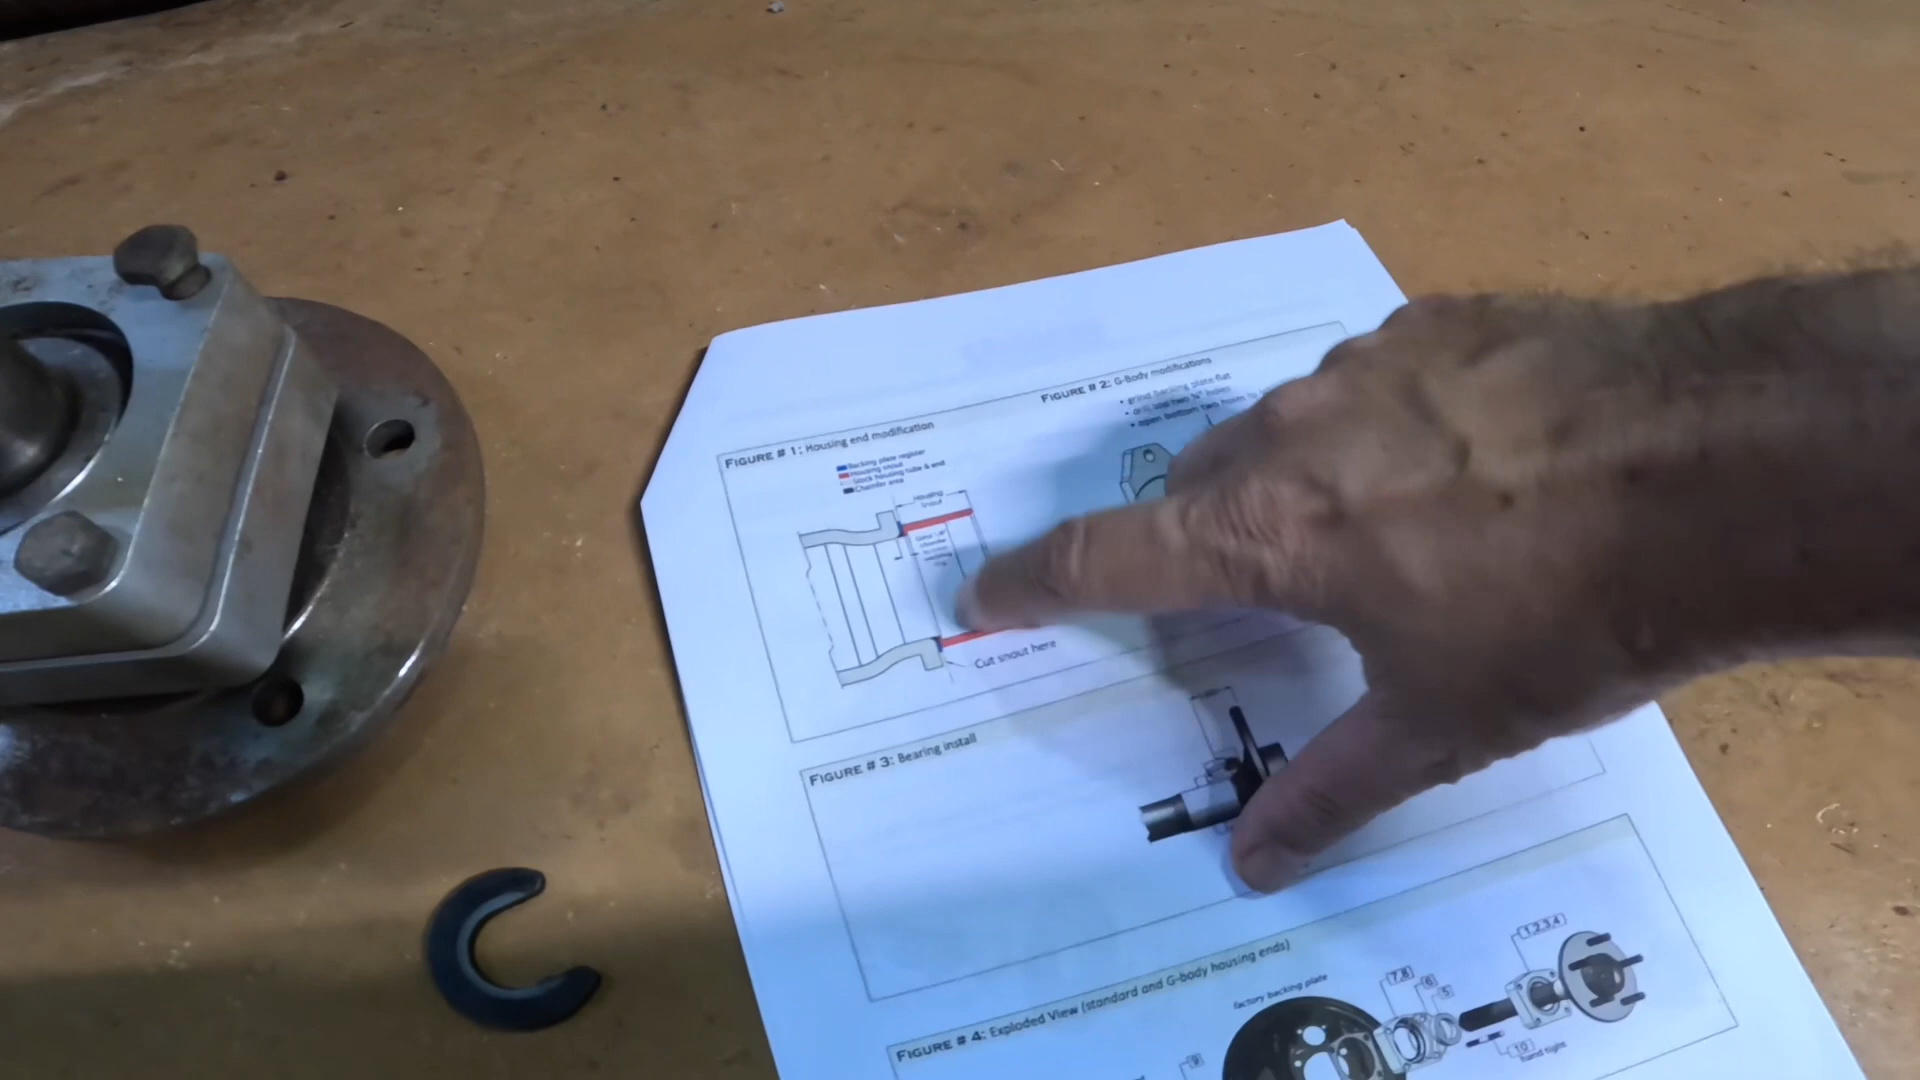 FIGURE # 2: G-Body modifications
• grind backing plate flat
FIGURE # 1: Housing end modification
Backing plate register
Housing snout
Stock housing tube & end
Chamfer area
Housing
Snout
Cut snout here
FIGURE # 3: Bearing install
FIGURE # 4: Exploded View (standard and G-body housing ends)
factory backing plate
1,2,3,4
7,8
6
5
10
hand tight
9